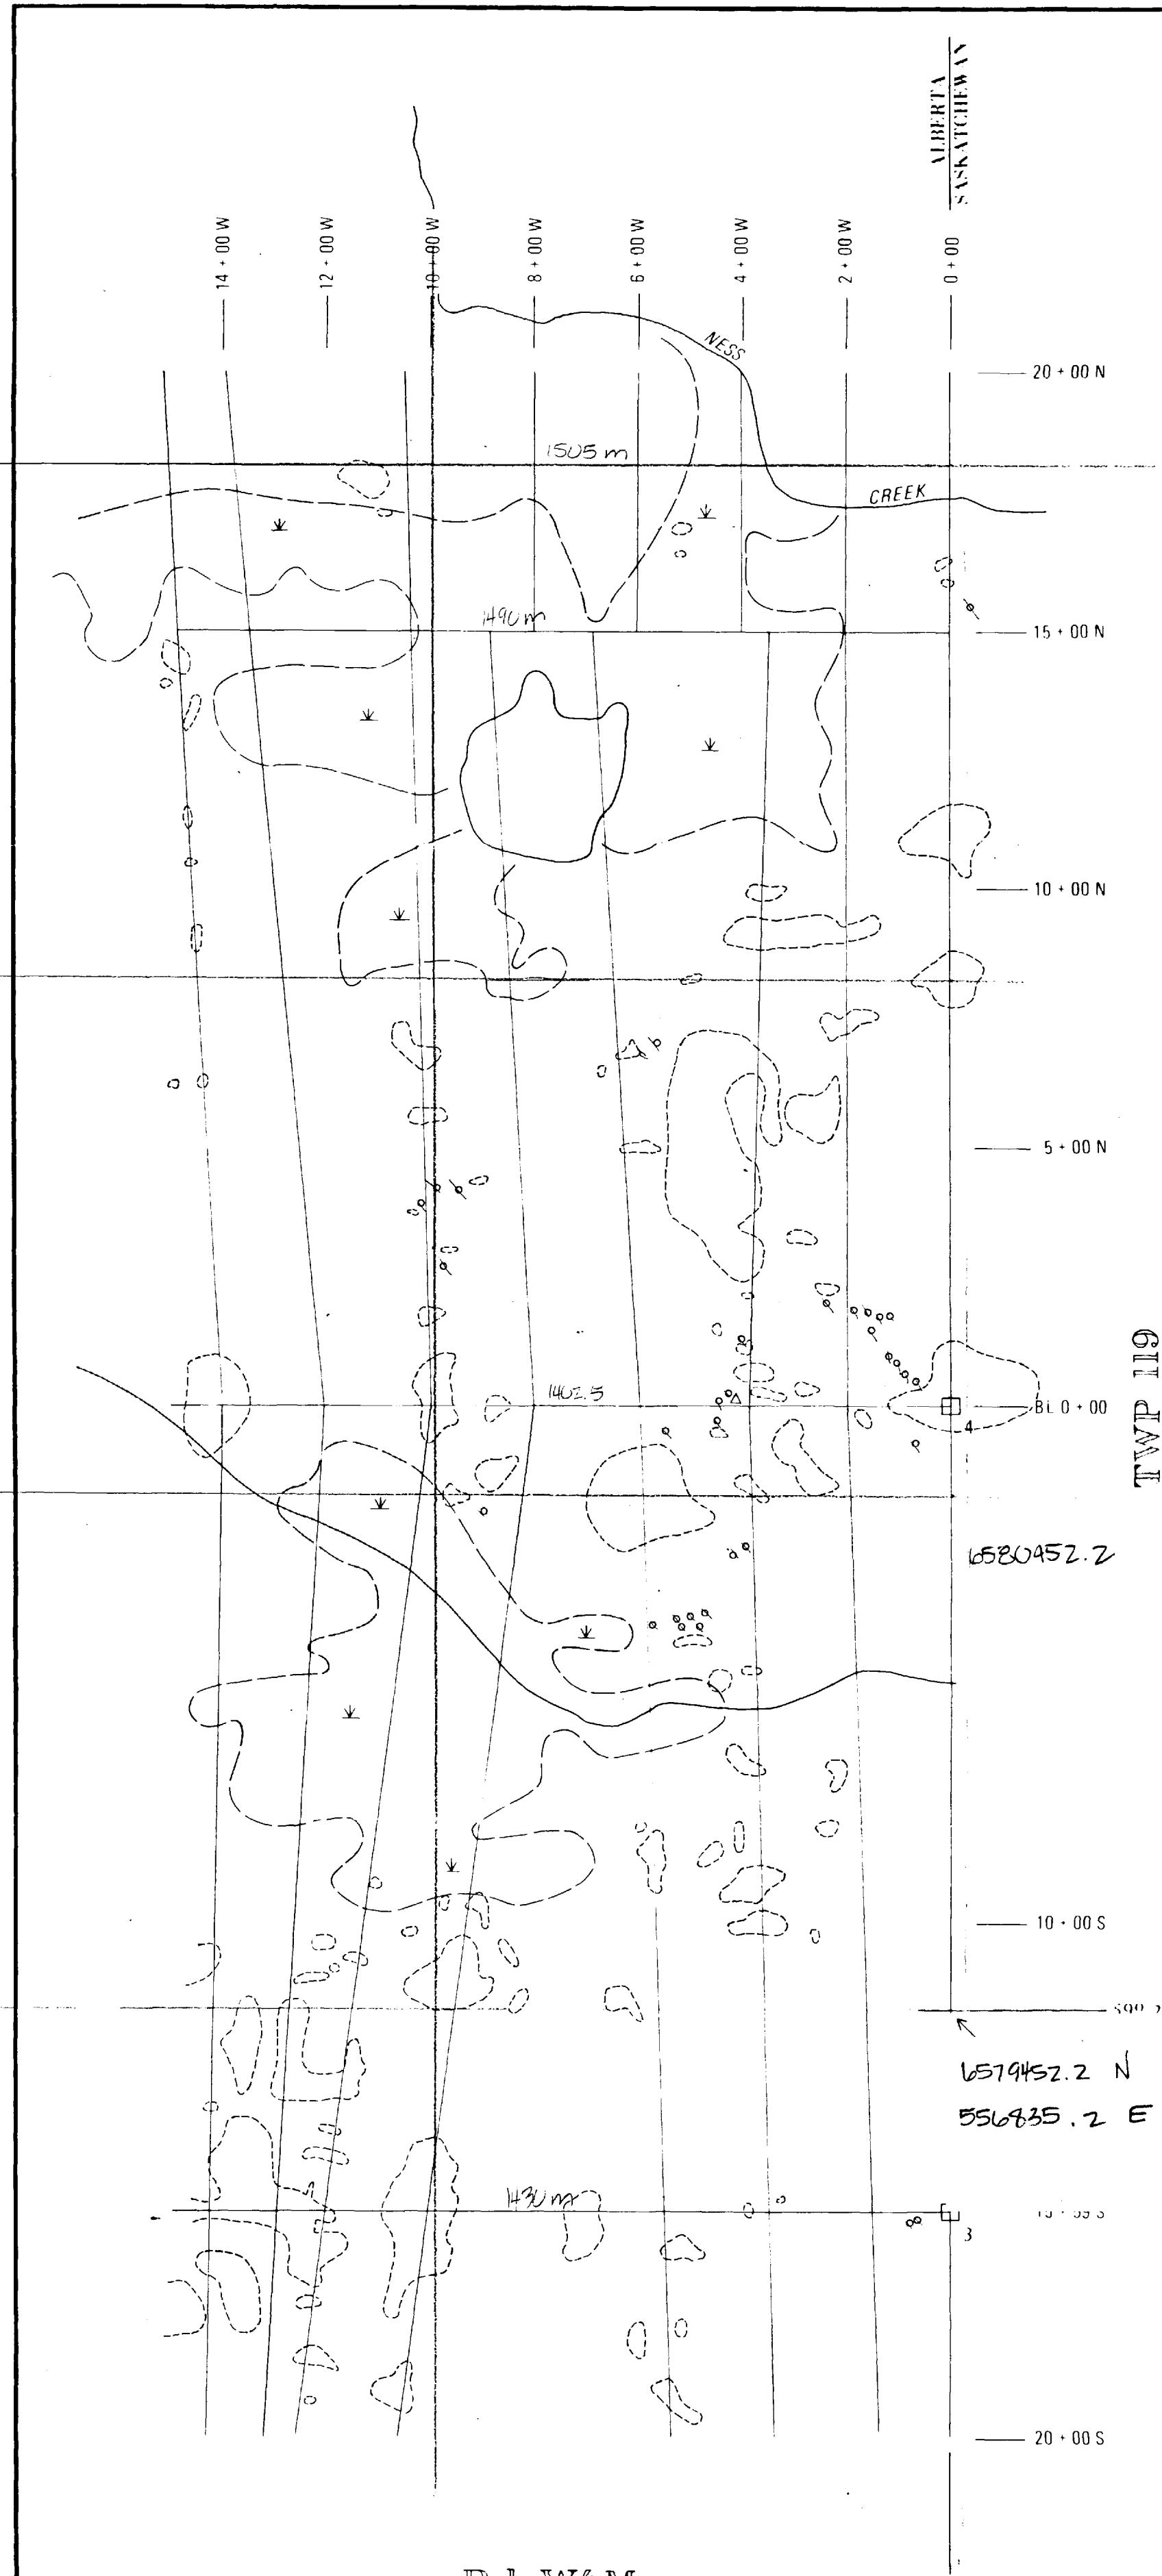 ALBERTA
SASKATCHEWAN
14 + 00 W
12 + 00 W
10 + 00 W
8 + 00 W
6 + 00 W
4 + 00 W
2 + 00 W
0 + 00
NESS
20 + 00 N
1505 m
CREEK
1490 m
15 + 00 N
10 + 00 N
5 + 00 N
TWP 119
1402.5
BL 0 + 00
4
6580452.2
10 + 00 S
6579452.2 N
556835.2 E
1430 m
3
20 + 00 S